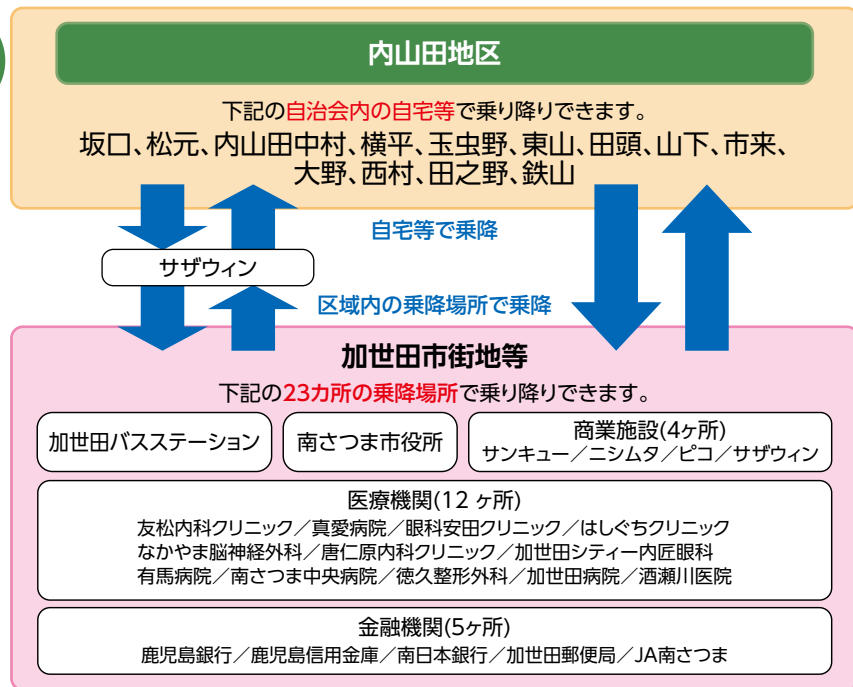 内山田地区
下記の自治会内の自宅等で乗り降りできます。
坂口、松元、内山田中村、横平、玉虫野、東山、田頭、山下、市来、
大野、西村、田之野、鉄山
自宅等で乗降
サザウィン
区域内の乗降場所で乗降
加世田市街地等
下記の23カ所の乗降場所で乗り降りできます。
加世田バスステーション
南さつま市役所
商業施設(4ヶ所)
サンキュー／ニシムタ／ピコ／サザウィン
医療機関(12 ヶ所)
友松内科クリニック／真愛病院／眼科安田クリニック／はしぐちクリニック
なかやま脳神経外科／唐仁原内科クリニック／加世田シティー内匠眼科
有馬病院／南さつま中央病院／徳久整形外科／加世田病院／酒瀬川医院
金融機関(5ヶ所)
鹿児島銀行／鹿児島信用金庫／南日本銀行／加世田郵便局／JA南さつま